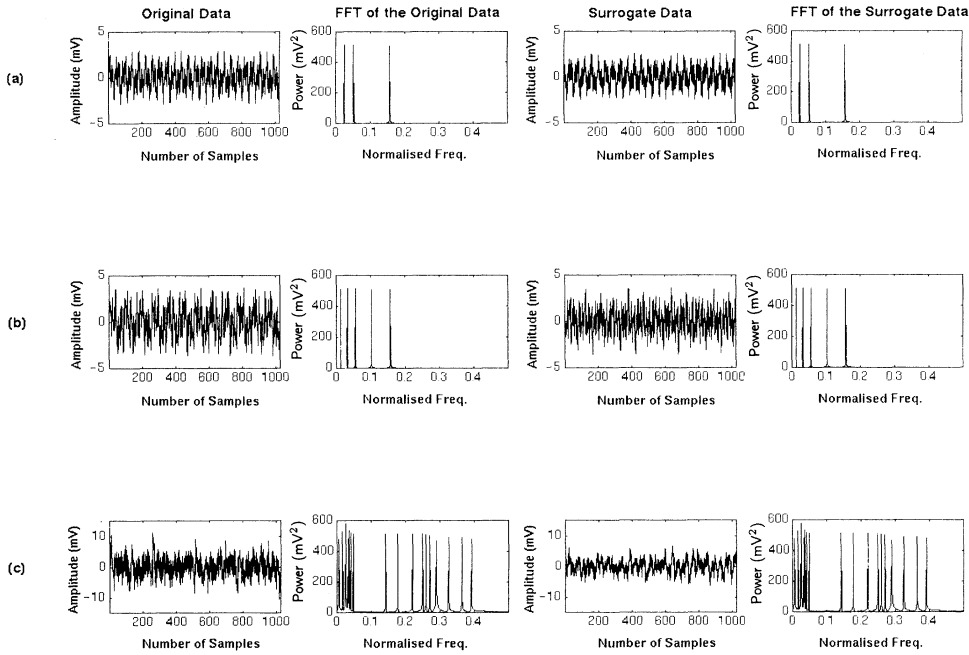 Original Data
FFT of the Original Data
Surrogate Data
FFT of the Surrogate Data
(a)
Amplitude (mV)
5
0
−5
200 400 600 800 1000
Number of Samples
Power (mV²)
600
400
200
0
0 0.1 0.2 0.3 0.4
Normalised Freq.
Amplitude (mV)
5
0
−5
200 400 600 800 1000
Number of Samples
Power (mV²)
600
400
200
0
0 0.1 0.2 0.3 0.4
Normalised Freq.
(b)
Amplitude (mV)
5
0
−5
200 400 600 800 1000
Number of Samples
Power (mV²)
600
400
200
0
0 0.1 0.2 0.3 0.4
Normalised Freq.
Amplitude (mV)
5
0
−5
200 400 600 800 1000
Number of Samples
Power (mV²)
600
400
200
0
0 0.1 0.2 0.3 0.4
Normalised Freq.
(c)
Amplitude (mV)
10
0
−10
200 400 600 800 1000
Number of Samples
Power (mV²)
600
400
200
0
0 0.1 0.2 0.3 0.4
Normalised Freq.
Amplitude (mV)
10
0
−10
200 400 600 800 1000
Number of Samples
Power (mV²)
600
400
200
0
0 0.1 0.2 0.3 0.4
Normalised Freq.